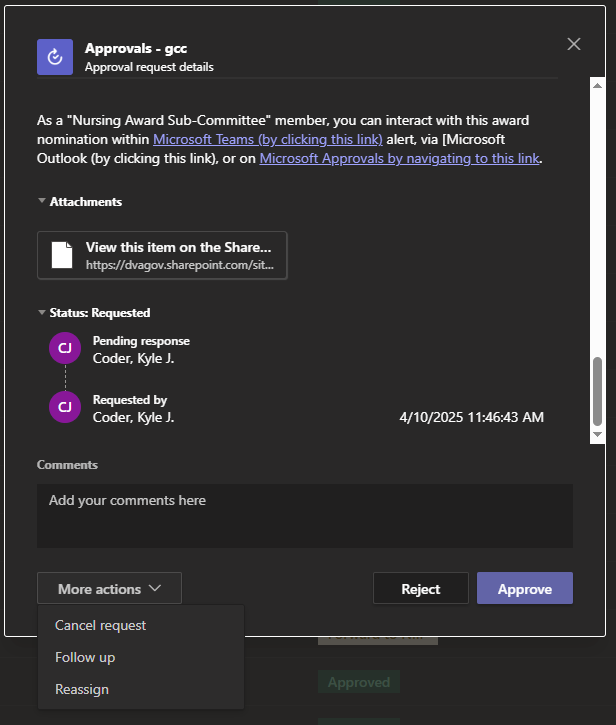 Approvals - gcc
Approval request details
As a "Nursing Award Sub-Committee" member, you can interact with this award
nomination within Microsoft Teams (by clicking this link) alert, via [Microsoft
Outlook (by clicking this link), or on Microsoft Approvals by navigating to this link.
Attachments
View this item on the Share...
https://dvagov.sharepoint.com/sit...
Status: Requested
CJ
Pending response
Coder, Kyle J.
CJ
Requested by
Coder, Kyle J.
4/10/2025 11:46:43 AM
Comments
Add your comments here
More actions
Reject
Approve
Cancel request
Follow up
Reassign
Approved